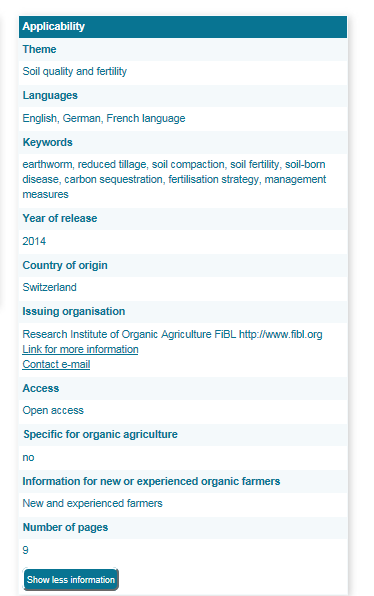 Applicability
Theme
Soil quality and fertility
Languages
English, German, French language
Keywords
earthworm, reduced tillage, soil compaction, soil fertility, soil-born
disease, carbon sequestration, fertilisation strategy, management
measures
Year of release
2014
Country of origin
Switzerland
Issuing organisation
Research Institute of Organic Agriculture FiBL http://www.fibl.org
Link for more information
Contact e-mail
Access
Open access
Specific for organic agriculture
no
Information for new or experienced organic farmers
New and experienced farmers
Number of pages
9
Show less information